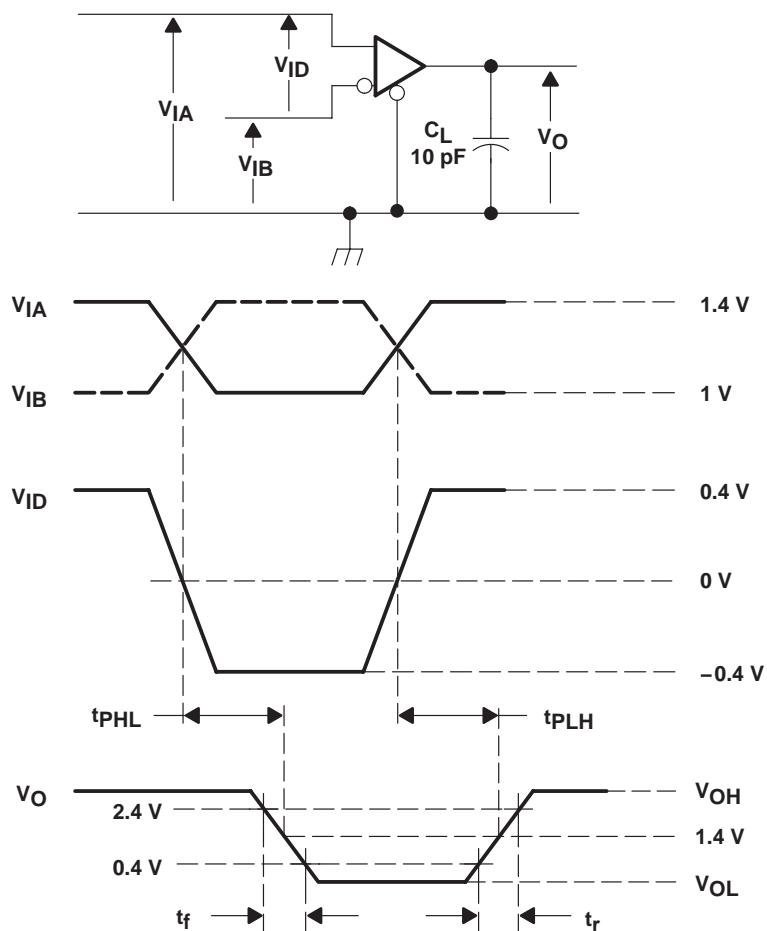 VID
VIA
VIB
CL
10 pF
VO
VIA
1.4 V
VIB
1 V
VID
0.4 V
0 V
−0.4 V
tPHL
tPLH
VO
VOH
2.4 V
1.4 V
0.4 V
VOL
tf
tr